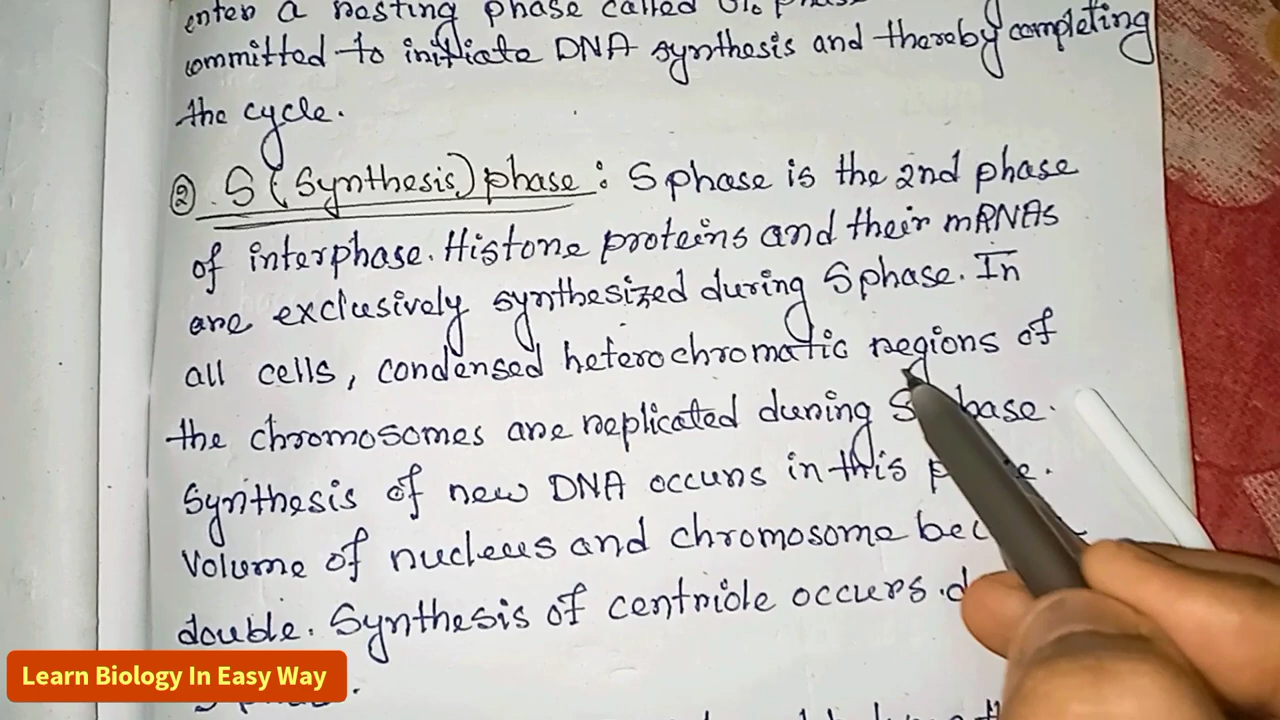 enter a resting phase called
committed to initiate DNA synthesis and thereby completing
the cycle.
② S (Synthesis) phase : S phase is the 2nd phase
of interphase. Histone proteins and their mRNAs
are exclusively synthesized during S phase. In
all cells, condensed heterochromatic regions of
the chromosomes are replicated during S phase.
Synthesis of new DNA occurs in this
Volume of nucleus and chromosome
double. Synthesis of centriole occurs
Learn Biology In Easy Way